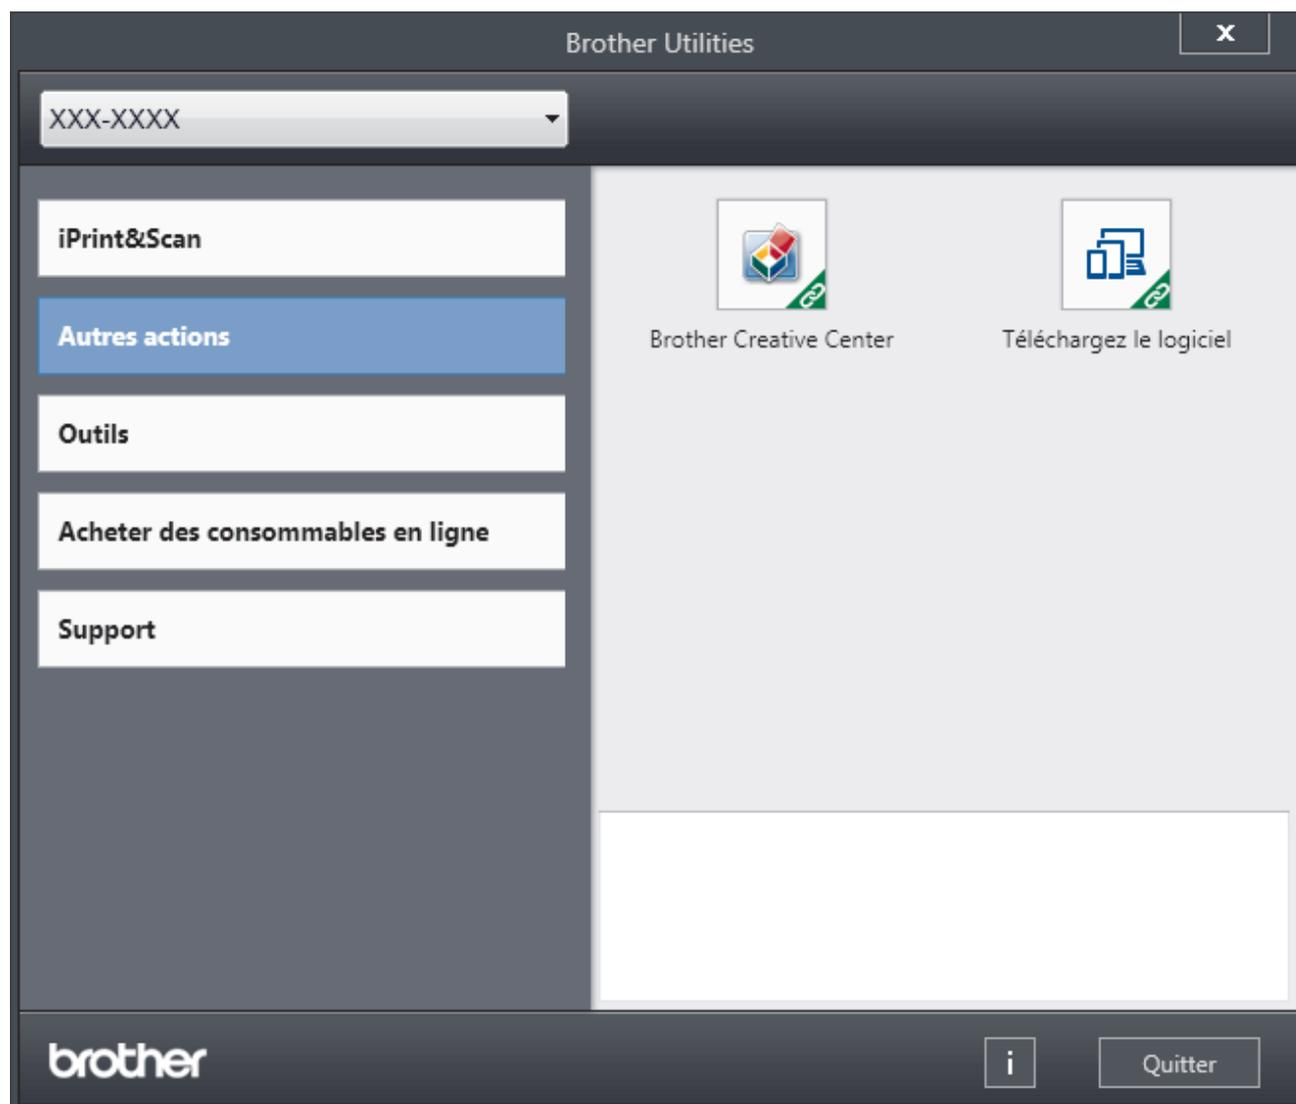 Brother Utilities
x
XXX-XXXX
iPrint&Scan
Autres actions
Outils
Acheter des consommables en ligne
Support
Brother Creative Center
Téléchargez le logiciel
brother
i
Quitter